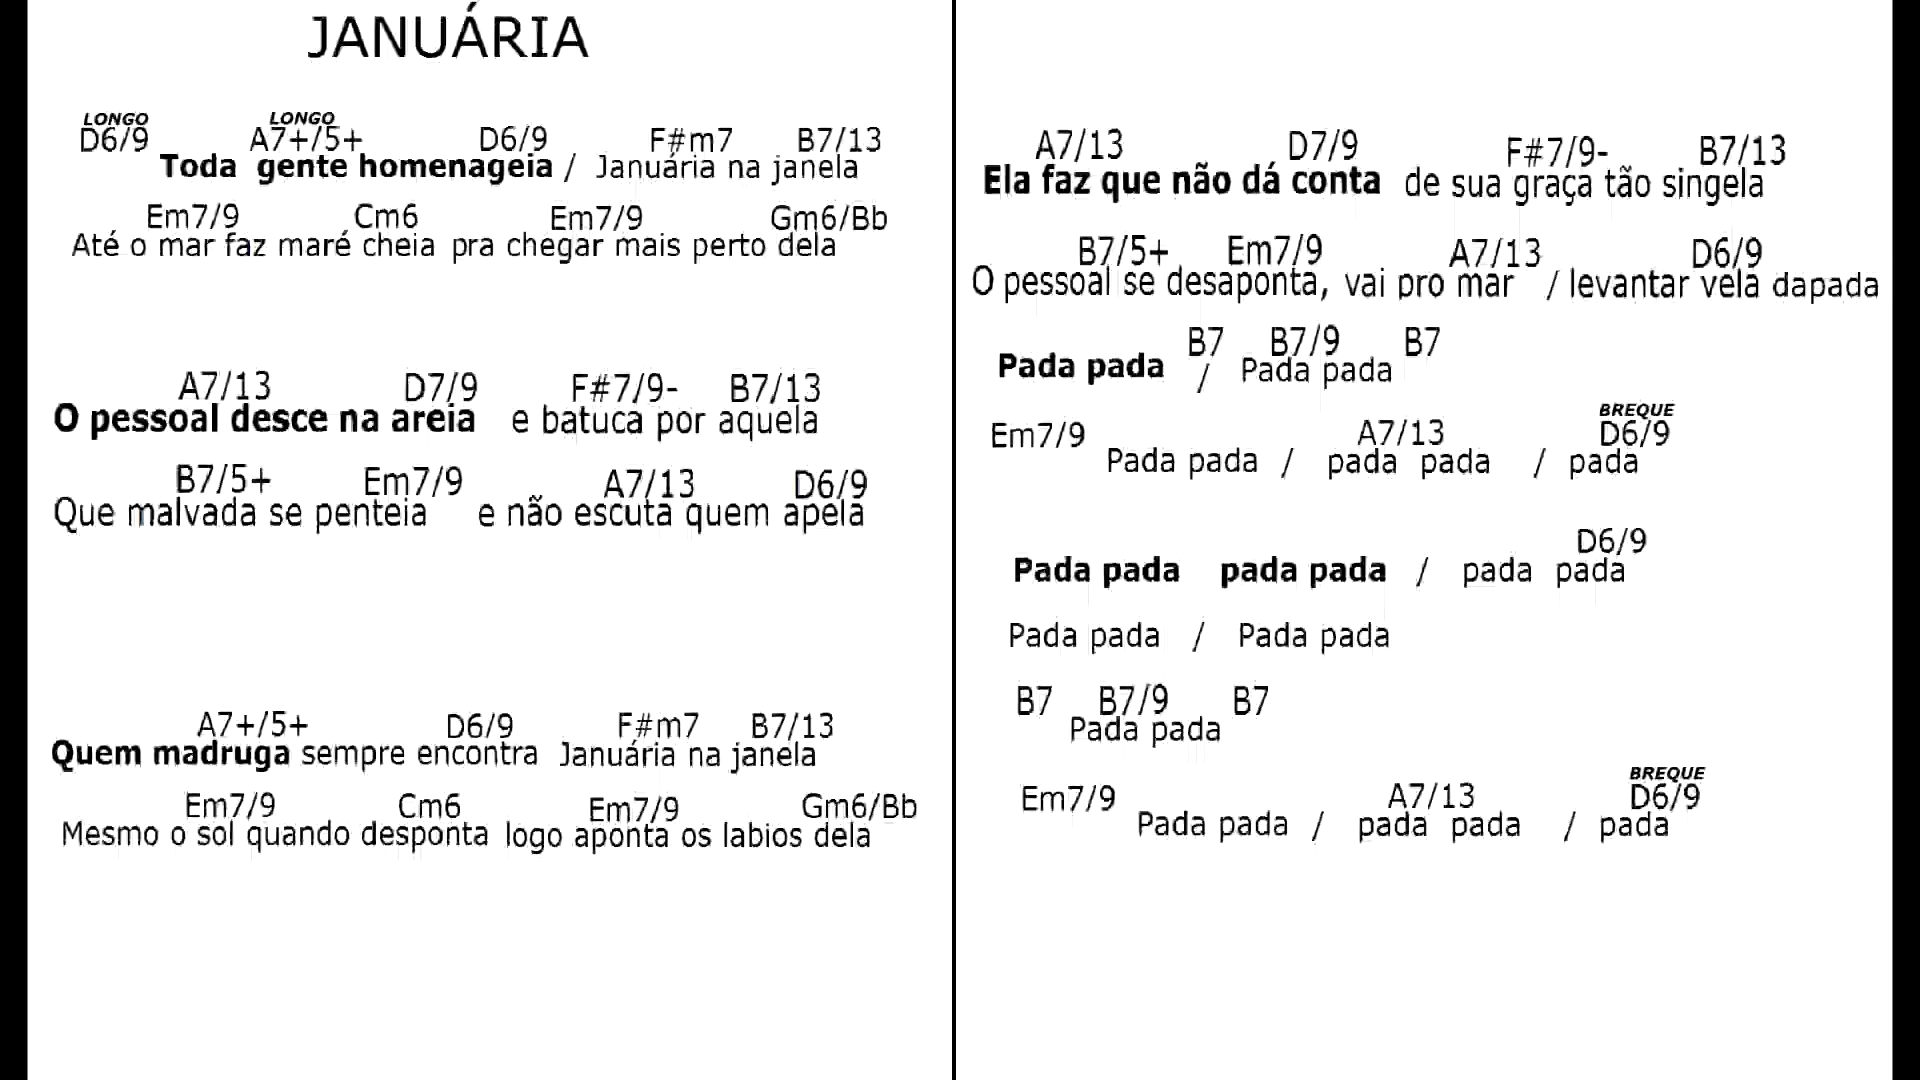 JANUÁRIA
LONGO LONGO
D6/9 A7+/5+ D6/9 F#m7 B7/13
Toda gente homenageia / Januária na janela
Em7/9 Cm6 Em7/9 Gm6/Bb
Até o mar faz maré cheia pra chegar mais perto dela
A7/13 D7/9 F#7/9- B7/13
O pessoal desce na areia e batuca por aquela
B7/5+ Em7/9 A7/13 D6/9
Que malvada se penteia e não escuta quem apela
A7+/5+ D6/9 F#m7 B7/13
Quem madruga sempre encontra Januária na janela
Em7/9 Cm6 Em7/9 Gm6/Bb
Mesmo o sol quando desponta logo aponta os labios dela
A7/13 D7/9 F#7/9- B7/13
Ela faz que não dá conta de sua graça tão singela
B7/5+ Em7/9 A7/13 D6/9
O pessoal se desaponta, vai pro mar / levantar vela dapada
B7 B7/9 B7
Pada pada / Pada pada
BREQUE
Em7/9 A7/13 D6/9
Pada pada / pada pada / pada
D6/9
Pada pada pada pada / pada pada
Pada pada / Pada pada
B7 B7/9 B7
Pada pada
BREQUE
Em7/9 A7/13 D6/9
Pada pada / pada pada / pada